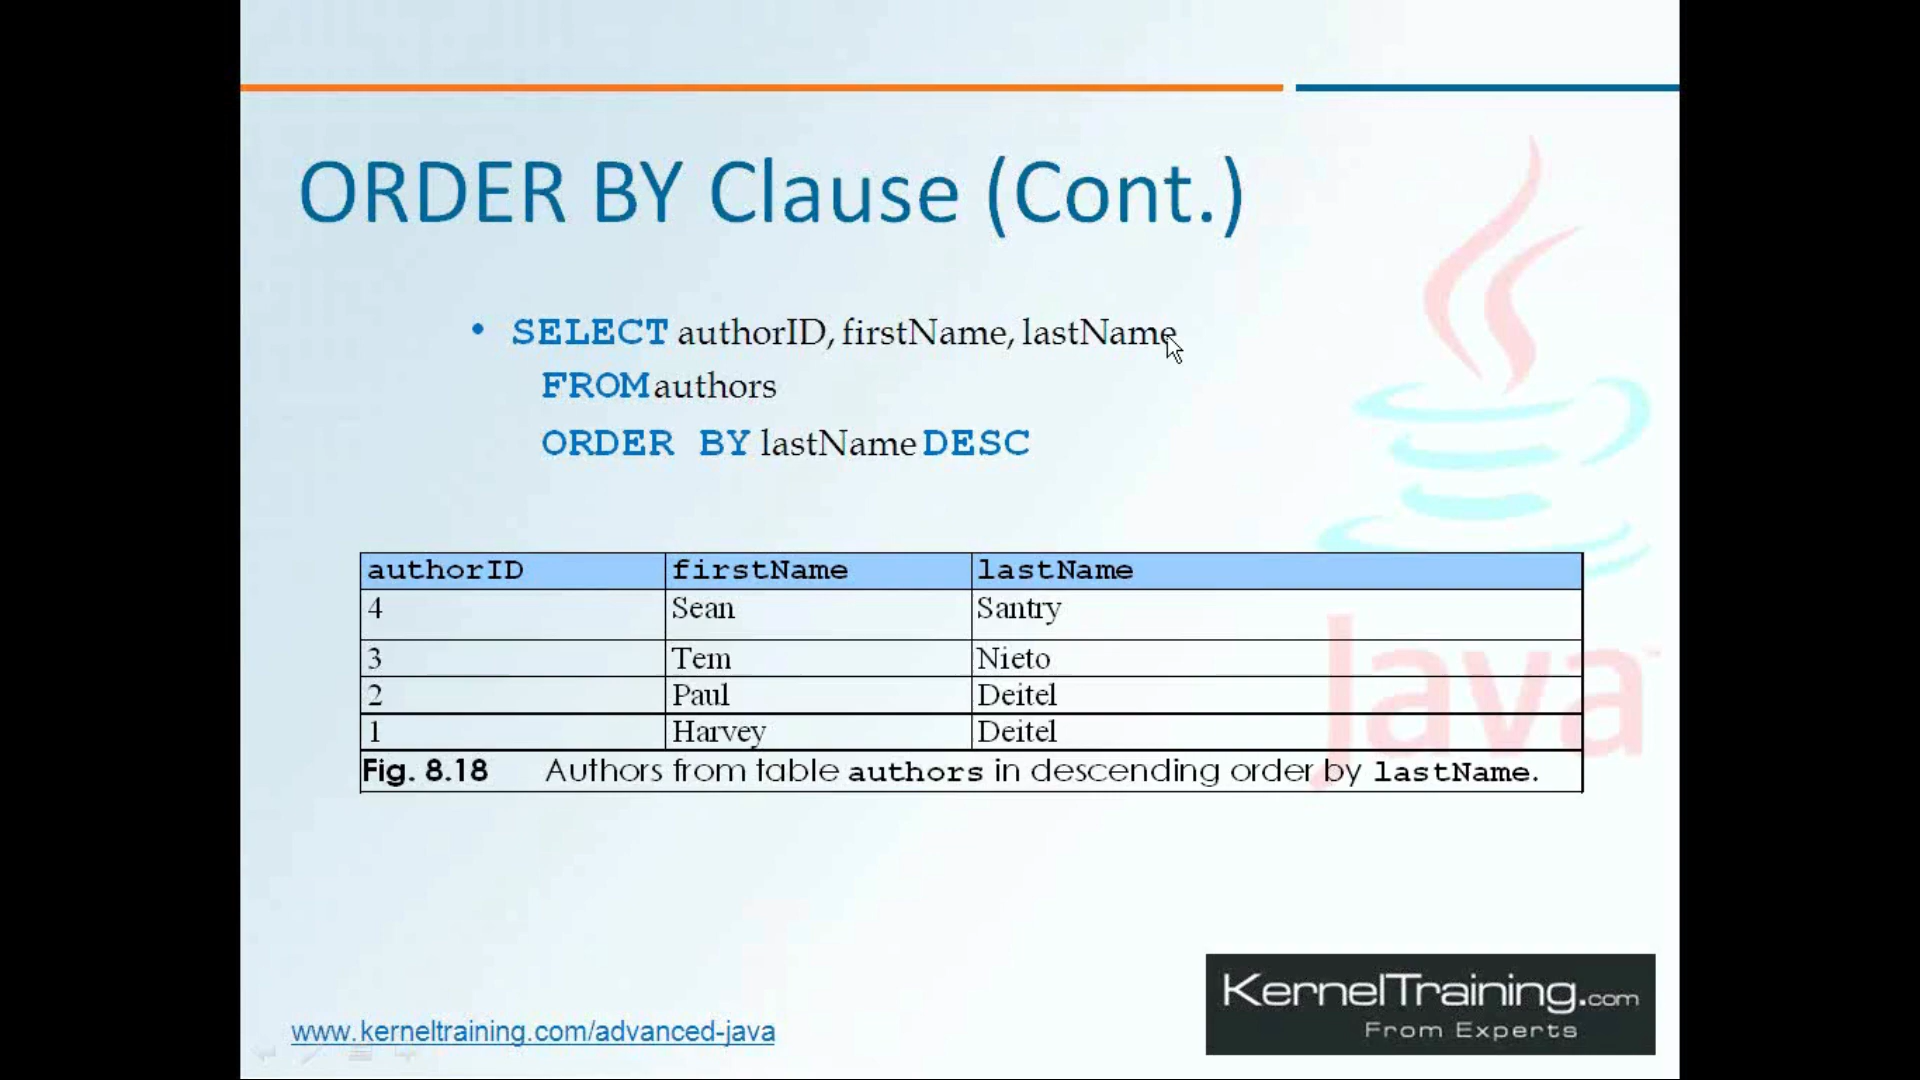 ORDER BY Clause (Cont.)
• SELECT authorID, firstName, lastName
FROM authors
ORDER BY lastName DESC
authorID firstName lastName
4 Sean Santry
3 Tem Nieto
2 Paul Deitel
1 Harvey Deitel
Fig. 8.18 Authors from table authors in descending order by lastName.
Java™
www.kerneltraining.com/advanced-java
KernelTraining.com
From Experts